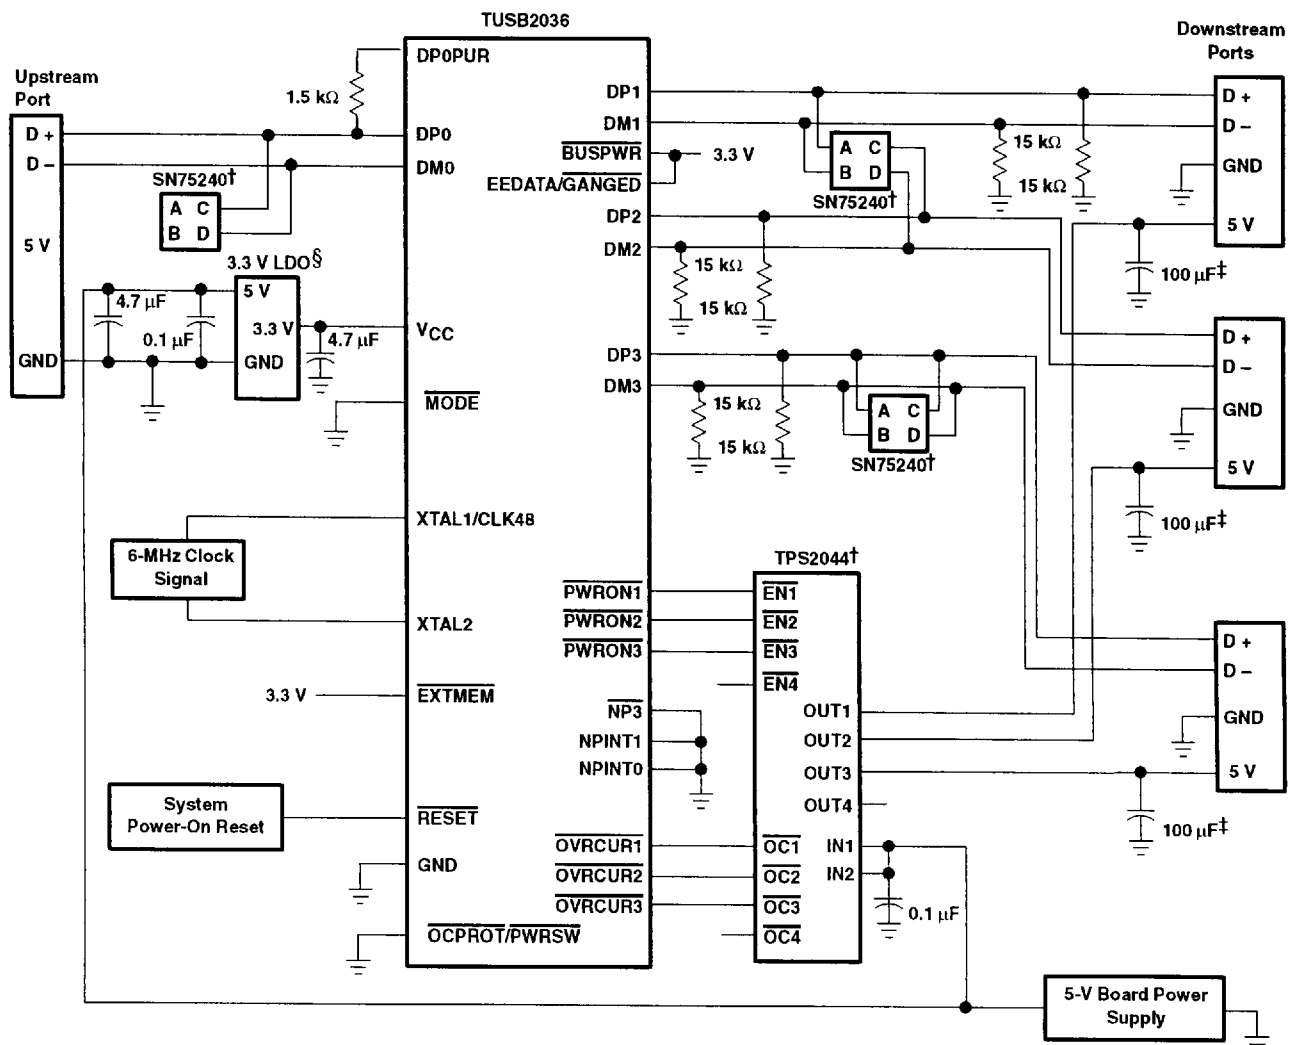 TUSB2036
Downstream
Ports
Upstream
Port
D +
D −
5 V
GND
1.5 kΩ
SN75240†
A C
B D
3.3 V LDO§
5 V
3.3 V
GND
4.7 μF
0.1 μF
4.7 μF
6-MHz Clock
Signal
3.3 V
System
Power-On Reset
DP0PUR
DP0
DM0
VCC
MODE
XTAL1/CLK48
XTAL2
EXTMEM
RESET
GND
OCPROT/PWRSW
DP1
DM1
BUSPWR
EEDATA/GANGED
DP2
DM2
DP3
DM3
PWRON1
PWRON2
PWRON3
NP3
NPINT1
NPINT0
OVRCUR1
OVRCUR2
OVRCUR3
3.3 V
A C
B D
SN75240†
15 kΩ
15 kΩ
15 kΩ
15 kΩ
15 kΩ
15 kΩ
A C
B D
SN75240†
TPS2044†
EN1
EN2
EN3
EN4
OUT1
OUT2
OUT3
OUT4
OC1
IN1
OC2
IN2
OC3
OC4
0.1 μF
D +
D −
GND
5 V
100 μF‡
D +
D −
GND
5 V
100 μF‡
D +
D −
GND
5 V
100 μF‡
5-V Board Power
Supply